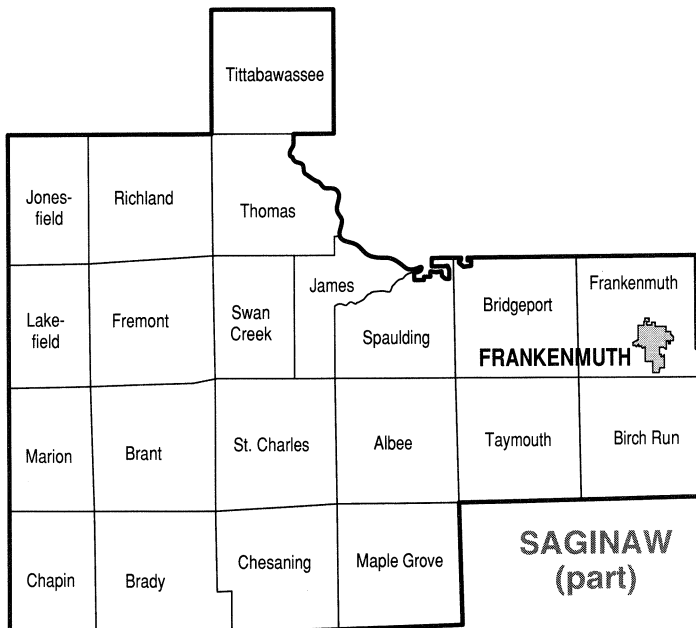 Tittabawassee
Jones-
field
Richland
Thomas
Lake-
field
Fremont
Swan
Creek
James
Spaulding
Bridgeport
Frankenmuth
FRANKENMUTH
Marion
Brant
St. Charles
Albee
Taymouth
Birch Run
Chapin
Brady
Chesaning
Maple Grove
SAGINAW
(part)